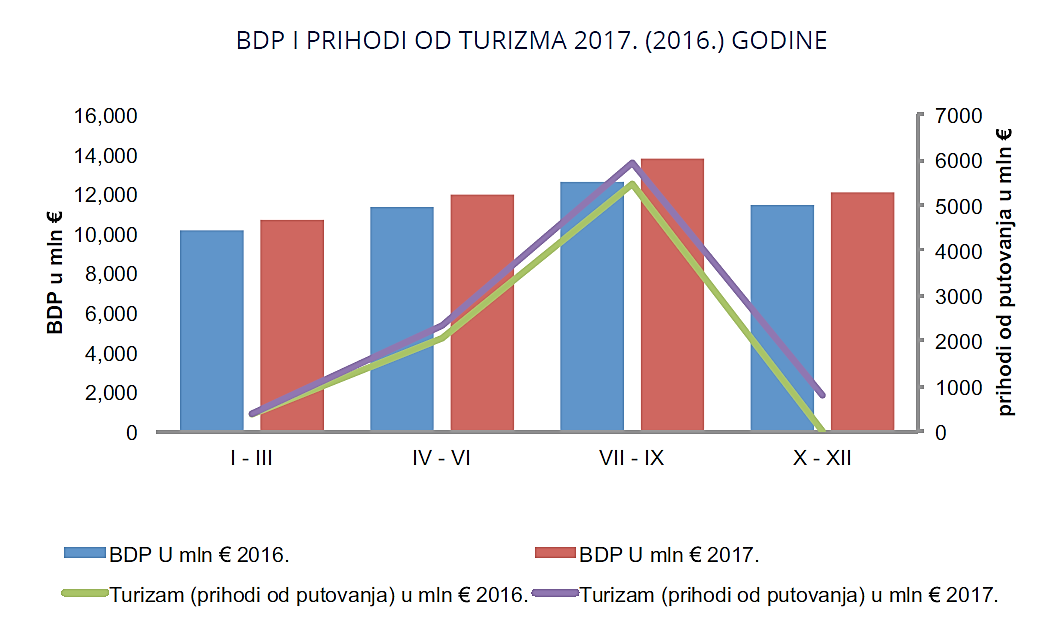 BDP I PRIHODI OD TURIZMA 2017. (2016.) GODINE
BDP u mln €
16,000
14,000
12,000
10,000
8,000
6,000
4,000
2,000
0
7000
6000
5000
4000
3000
2000
1000
0
prihodi od putovanja u mln €
I - III
IV - VI
VII - IX
X - XII
BDP U mln € 2016.
BDP U mln € 2017.
Turizam (prihodi od putovanja) u mln € 2016.
Turizam (prihodi od putovanja) u mln € 2017.